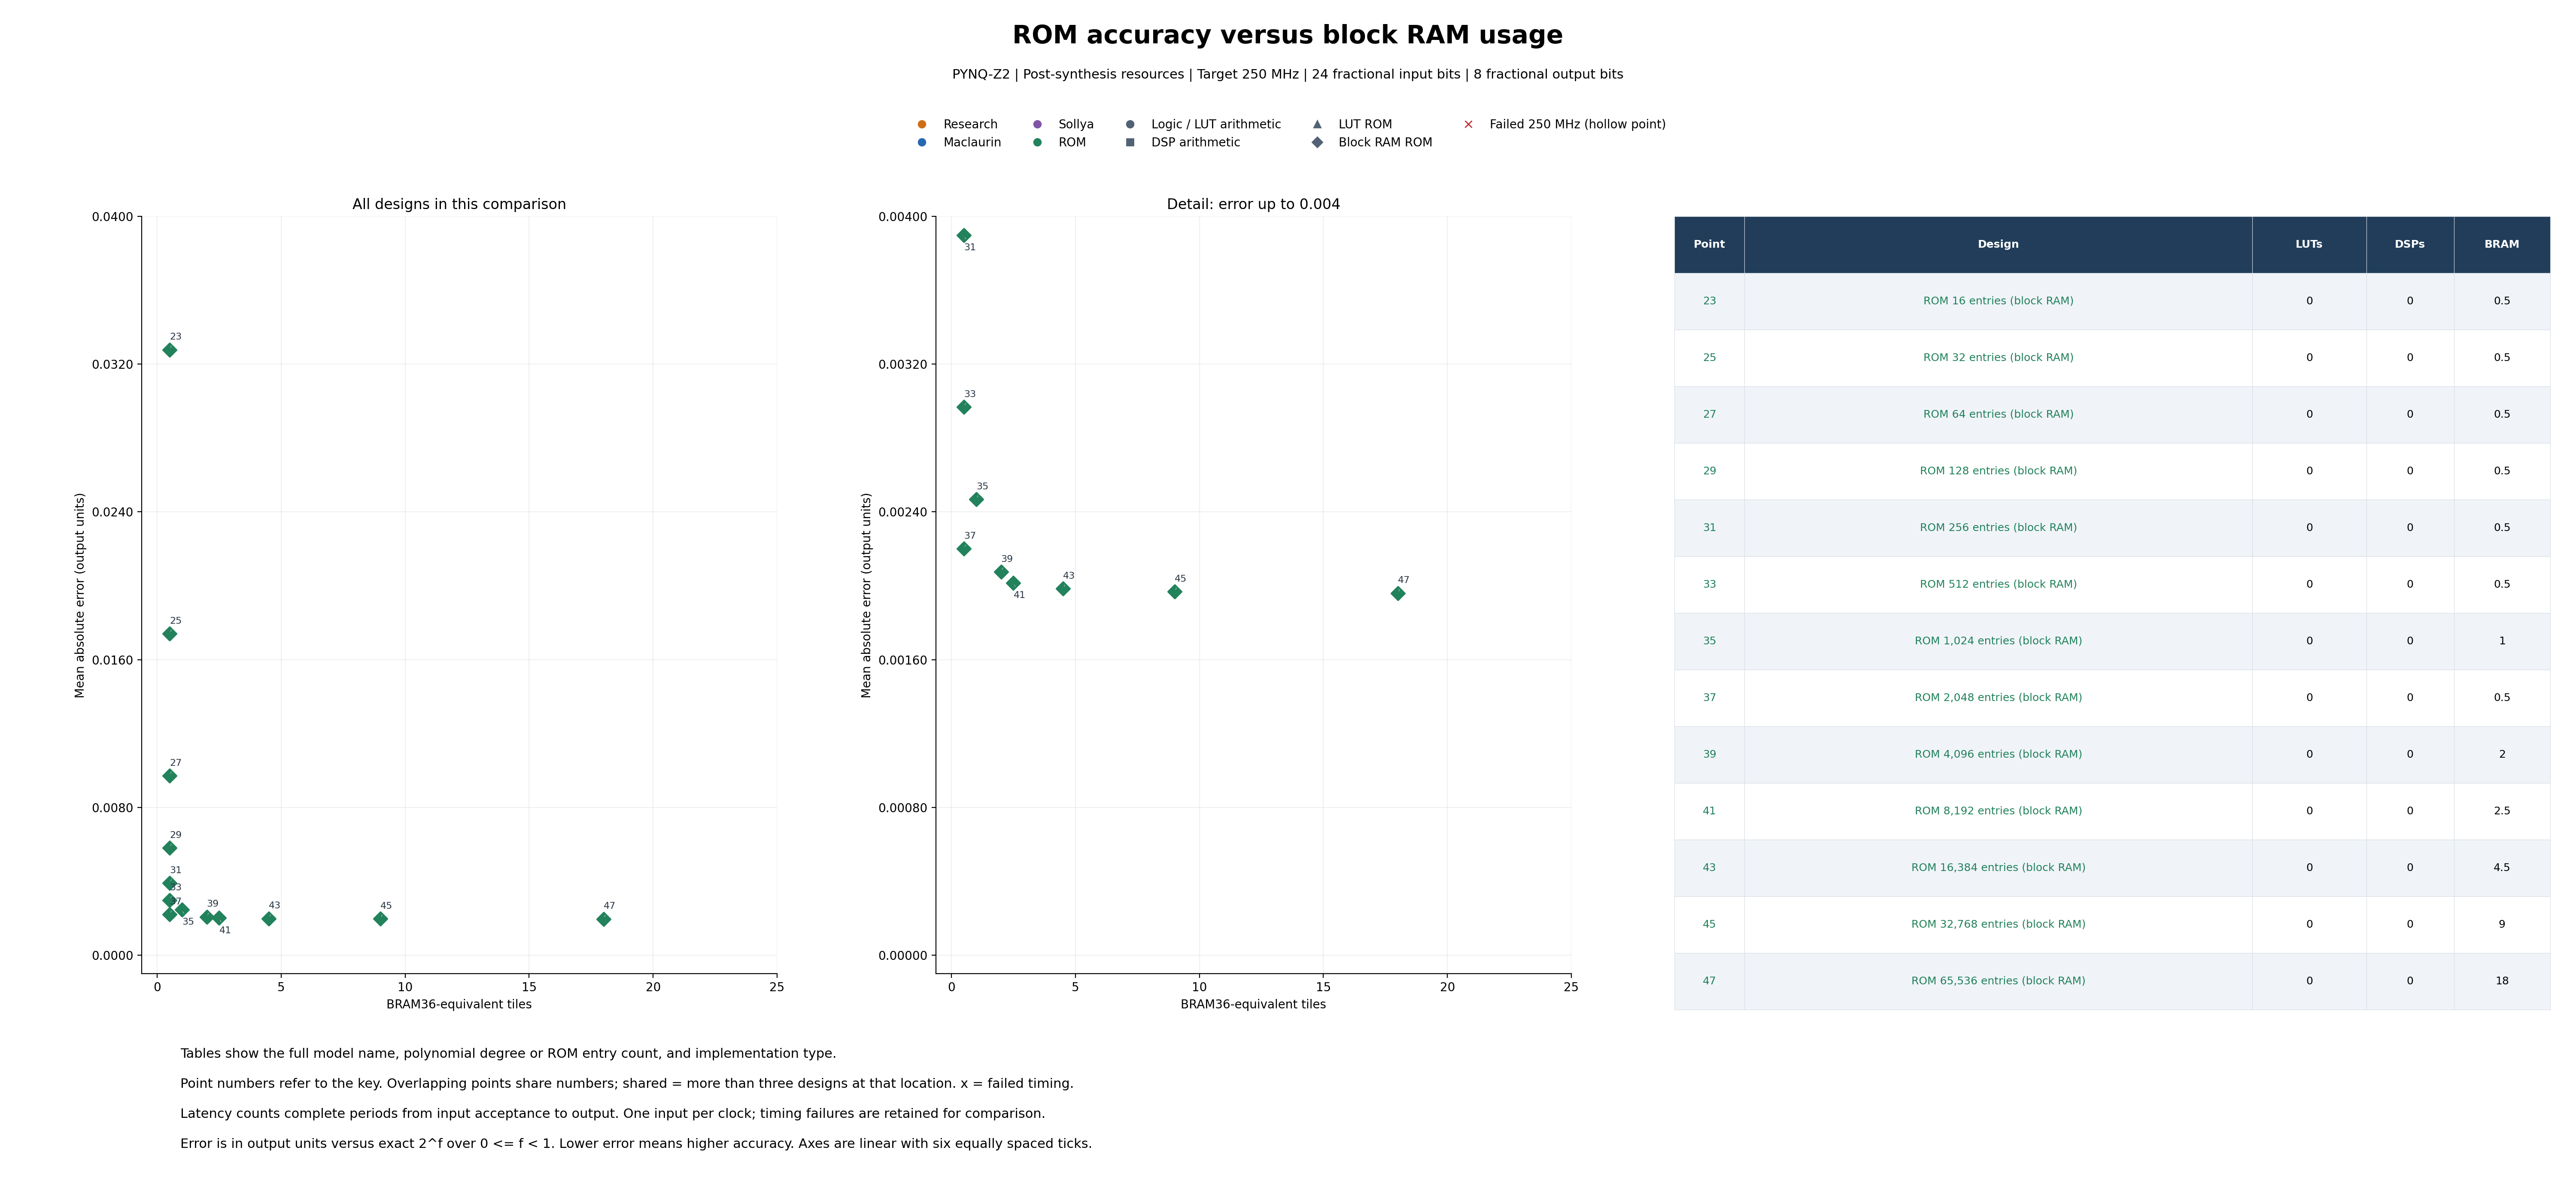 ROM accuracy versus block RAM usage
PYNQ-Z2 | Post-synthesis resources | Target 250 MHz | 24 fractional input bits | 8 fractional output bits
Research Sollya Logic / LUT arithmetic LUT ROM Failed 250 MHz (hollow point)
Maclaurin ROM DSP arithmetic Block RAM ROM
All designs in this comparison
Mean absolute error (output units)
0.0400
0.0320
0.0240
0.0160
0.0080
0.0000
23
25
27
29
31
33
37
35
39
41
43
45
47
0 5 10 15 20 25
BRAM36-equivalent tiles
Detail: error up to 0.004
Mean absolute error (output units)
0.00400
0.00320
0.00240
0.00160
0.00080
0.00000
31
33
35
37
39
41
43
45
47
0 5 10 15 20 25
BRAM36-equivalent tiles
Point Design LUTs DSPs BRAM
23 ROM 16 entries (block RAM) 0 0 0.5
25 ROM 32 entries (block RAM) 0 0 0.5
27 ROM 64 entries (block RAM) 0 0 0.5
29 ROM 128 entries (block RAM) 0 0 0.5
31 ROM 256 entries (block RAM) 0 0 0.5
33 ROM 512 entries (block RAM) 0 0 0.5
35 ROM 1,024 entries (block RAM) 0 0 1
37 ROM 2,048 entries (block RAM) 0 0 0.5
39 ROM 4,096 entries (block RAM) 0 0 2
41 ROM 8,192 entries (block RAM) 0 0 2.5
43 ROM 16,384 entries (block RAM) 0 0 4.5
45 ROM 32,768 entries (block RAM) 0 0 9
47 ROM 65,536 entries (block RAM) 0 0 18
Tables show the full model name, polynomial degree or ROM entry count, and implementation type.
Point numbers refer to the key. Overlapping points share numbers; shared = more than three designs at that location. x = failed timing.
Latency counts complete periods from input acceptance to output. One input per clock; timing failures are retained for comparison.
Error is in output units versus exact 2^f over 0 <= f < 1. Lower error means higher accuracy. Axes are linear with six equally spaced ticks.